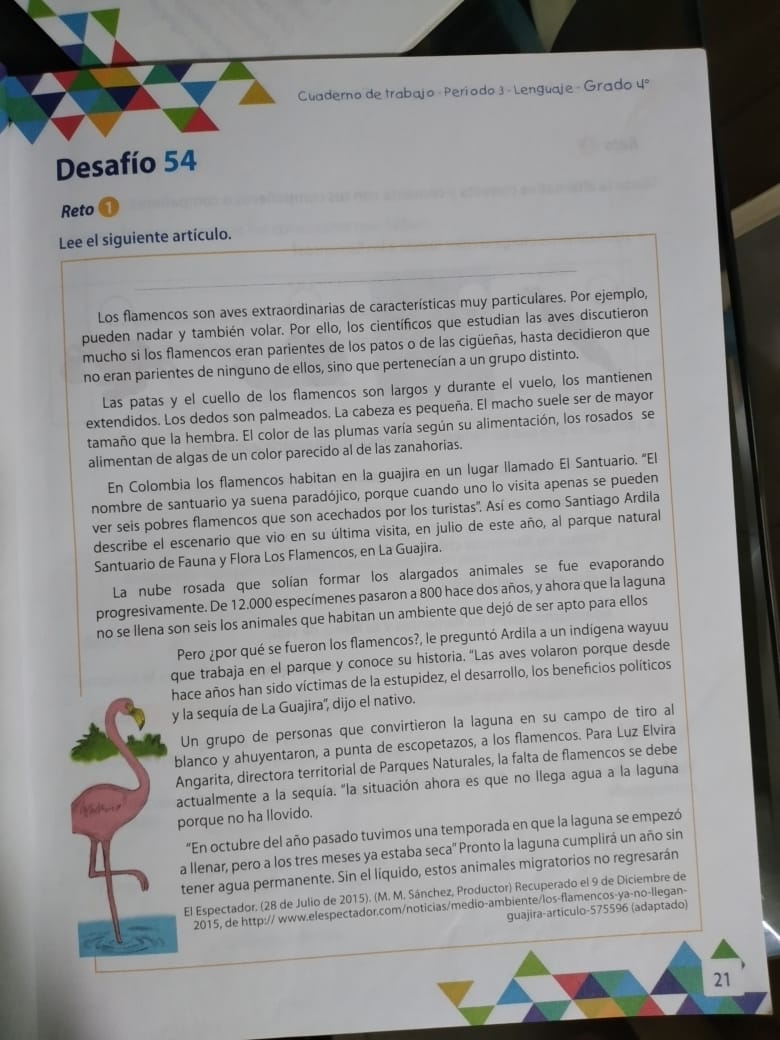 Cuaderno de trabajo - Periodo 3 - Lenguaje - Grado 4°
Desafío 54
Reto 1
Lee el siguiente artículo.
Los flamencos son aves extraordinarias de características muy particulares. Por ejemplo,
pueden nadar y también volar. Por ello, los científicos que estudian las aves discutieron
mucho si los flamencos eran parientes de los patos o de las cigüeñas, hasta decidieron que
no eran parientes de ninguno de ellos, sino que pertenecían a un grupo distinto.
Las patas y el cuello de los flamencos son largos y durante el vuelo, los mantienen
extendidos. Los dedos son palmeados. La cabeza es pequeña. El macho suele ser de mayor
tamaño que la hembra. El color de las plumas varía según su alimentación, los rosados se
alimentan de algas de un color parecido al de las zanahorias.
En Colombia los flamencos habitan en la guajira en un lugar llamado El Santuario. "El
nombre de santuario ya suena paradójico, porque cuando uno lo visita apenas se pueden
ver seis pobres flamencos que son acechados por los turistas". Así es como Santiago Ardila
describe el escenario que vio en su última visita, en julio de este año, al parque natural
Santuario de Fauna y Flora Los Flamencos, en La Guajira.
La nube rosada que solían formar los alargados animales se fue evaporando
progresivamente. De 12.000 especímenes pasaron a 800 hace dos años, y ahora que la laguna
no se llena son seis los animales que habitan un ambiente que dejó de ser apto para ellos
Pero ¿por qué se fueron los flamencos?, le preguntó Ardila a un indígena wayuu
que trabaja en el parque y conoce su historia. "Las aves volaron porque desde
hace años han sido víctimas de la estupidez, el desarrollo, los beneficios políticos
y la sequía de La Guajira", dijo el nativo.
Un grupo de personas que convirtieron la laguna en su campo de tiro al
blanco y ahuyentaron, a punta de escopetazos, a los flamencos. Para Luz Elvira
Angarita, directora territorial de Parques Naturales, la falta de flamencos se debe
actualmente a la sequía. "la situación ahora es que no llega agua a la laguna
porque no ha llovido.
"En octubre del año pasado tuvimos una temporada en que la laguna se empezó
a llenar, pero a los tres meses ya estaba seca" Pronto la laguna cumplirá un año sin
tener agua permanente. Sin el líquido, estos animales migratorios no regresarán
El Espectador. (28 de Julio de 2015). (M. M. Sánchez, Productor) Recuperado el 9 de Diciembre de
2015, de http:// www.elespectador.com/noticias/medio-ambiente/los-flamencos-ya-no-llegan-
guajira-articulo-575596 (adaptado)
21